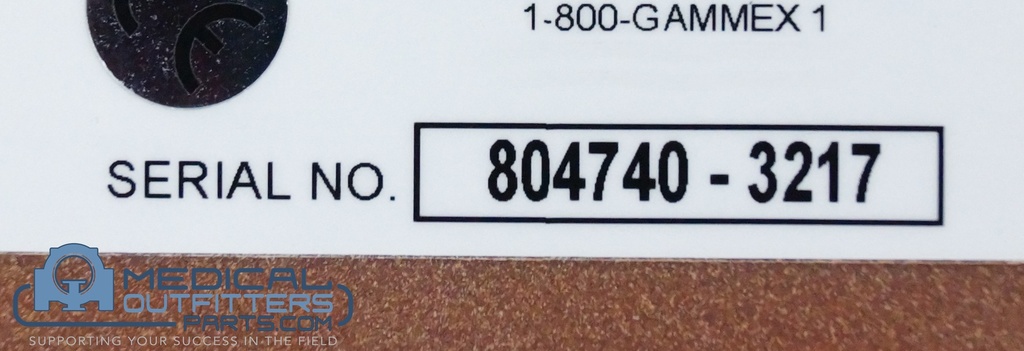 1-800-GAMMEX 1
SERIAL NO. 804740 - 3217
MEDICAL
OUTFITTERS
PARTS.COM
SUPPORTING YOUR SUCCESS IN THE FIELD